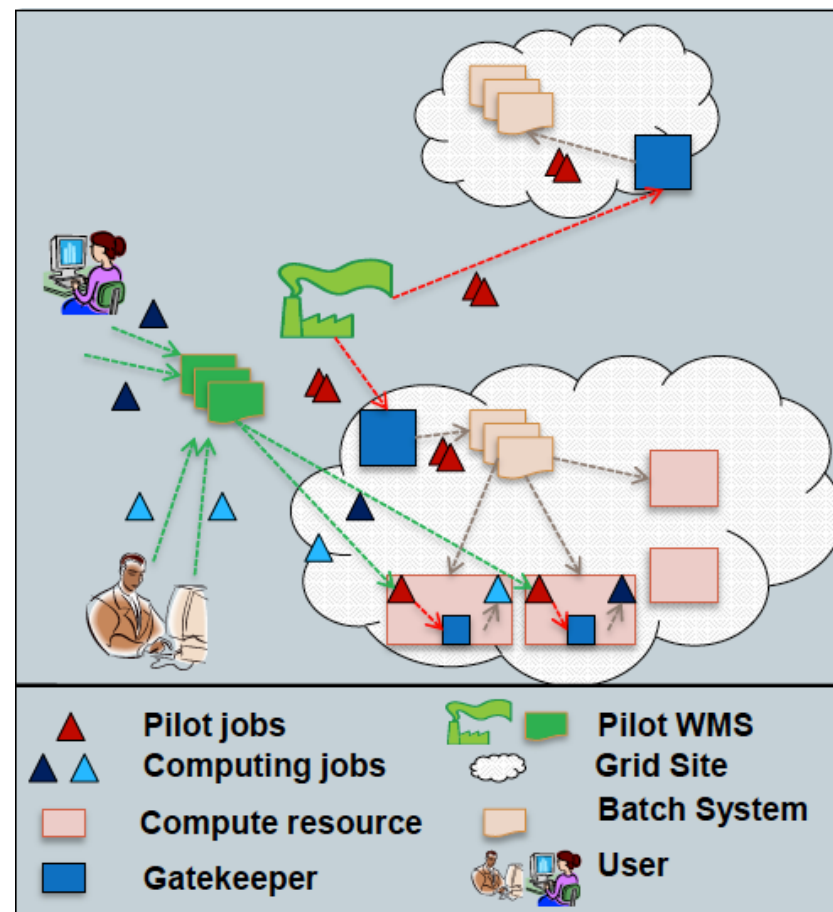 Pilot jobs
Pilot WMS
Computing jobs
Grid Site
Compute resource
Batch System
Gatekeeper
User